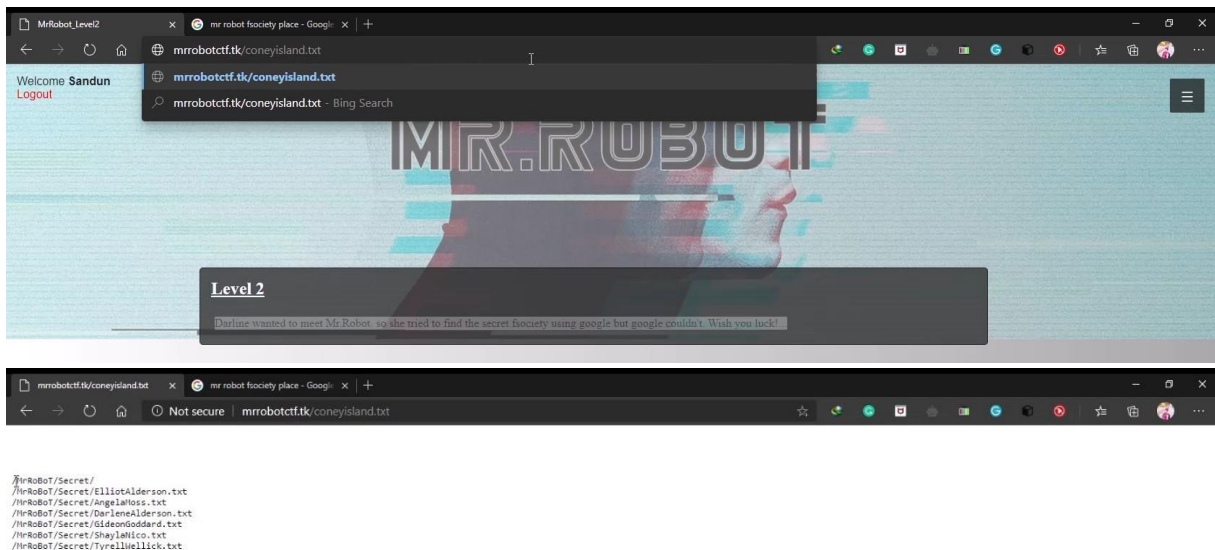 MrRobot_Level2
mr robot fsociety place - Google
mrrobotctf.tk/coneyisland.txt
mrrobotctf.tk/coneyisland.txt
mrrobotctf.tk/coneyisland.txt - Bing Search
Welcome Sandun
Logout
MR.ROBOT
Level 2
Darline wanted to meet Mr.Robot. so she tried to find the secret fsociety using google but google couldn't. Wish you luck!...
mrrobotctf.tk/coneyisland.txt
mr robot fsociety place - Google
Not secure | mrrobotctf.tk/coneyisland.txt
/MrRoBoT/Secret/
/MrRoBoT/Secret/ElliotAlderson.txt
/MrRoBoT/Secret/AngelaMoss.txt
/MrRoBoT/Secret/DarleneAlderson.txt
/MrRoBoT/Secret/GideonGoddard.txt
/MrRoBoT/Secret/ShaylaNico.txt
/MrRoBoT/Secret/TyrellWellick.txt